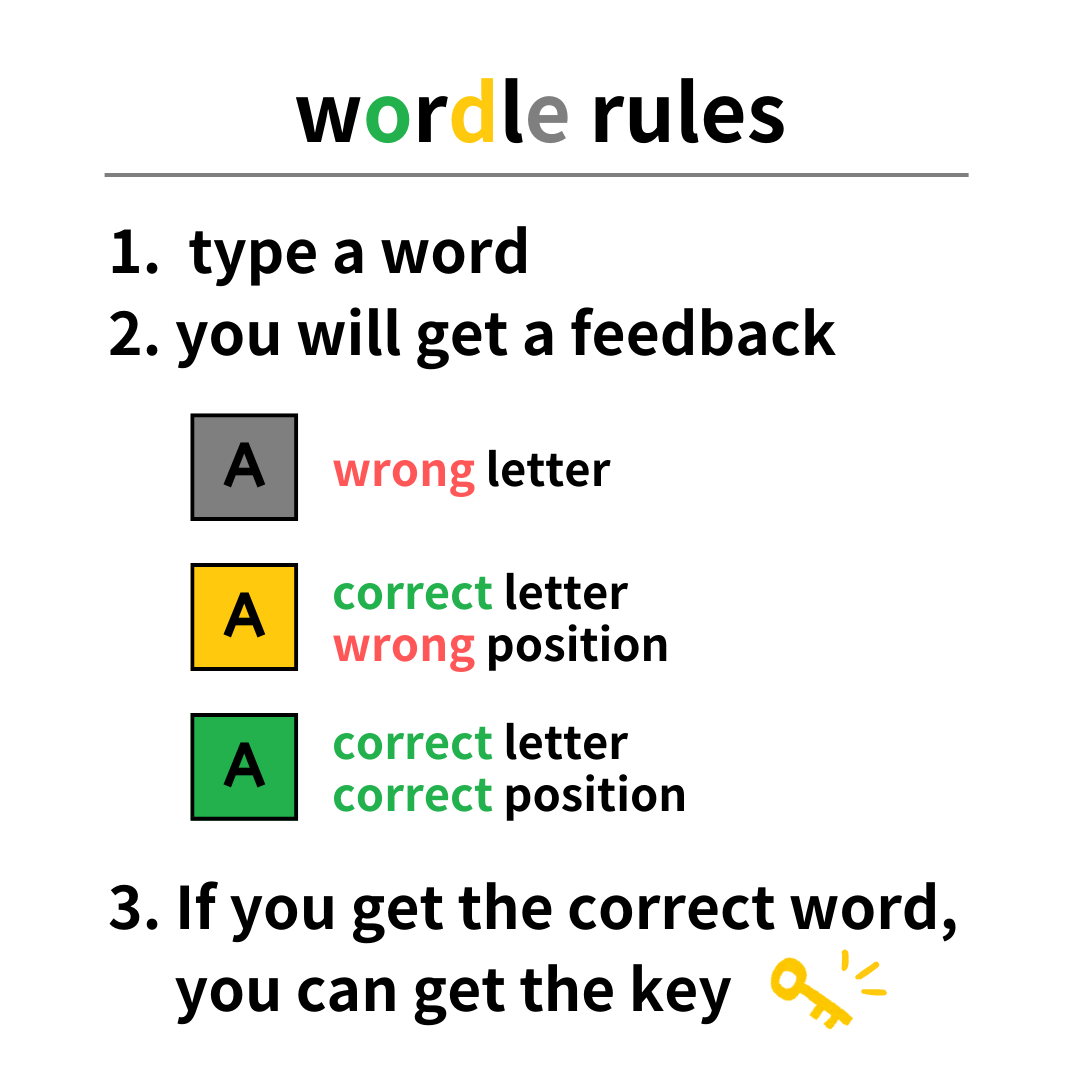 wordle rules
1. type a word
2. you will get a feedback
A wrong letter
A correct letter
wrong position
A correct letter
correct position
3. If you get the correct word,
you can get the key